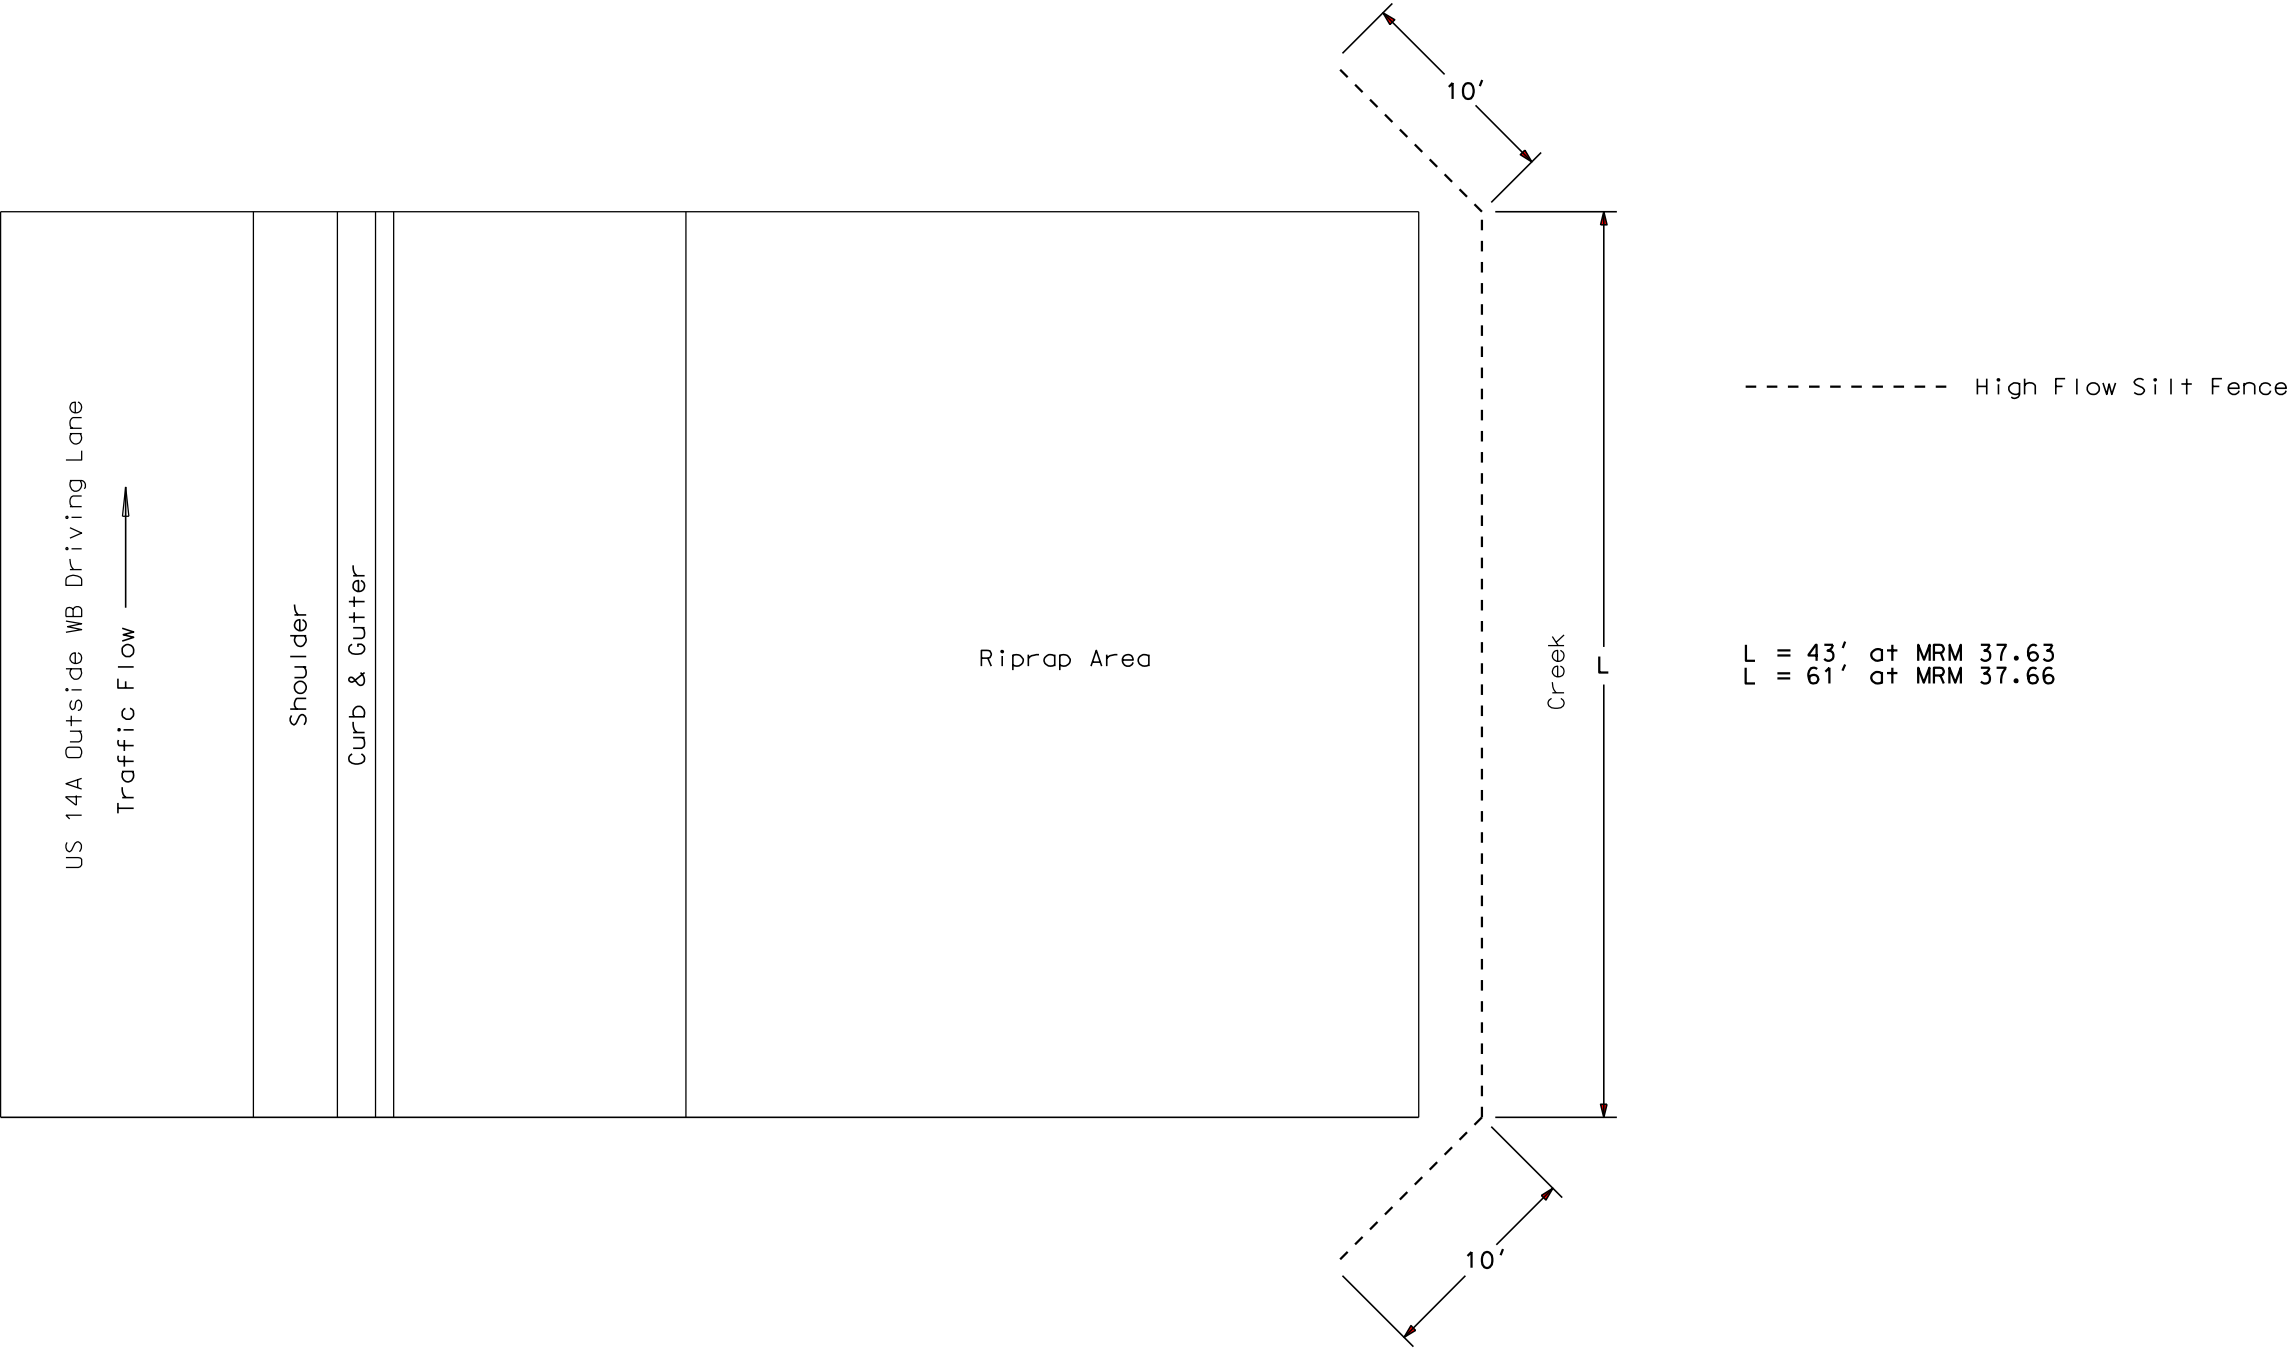 10'
High Flow Silt Fence
US 14A Outside WB Driving Lane
Traffic Flow
Shoulder
Curb & Gutter
Riprap Area
Creek
L
L = 43' at MRM 37.63
L = 61' at MRM 37.66
10'